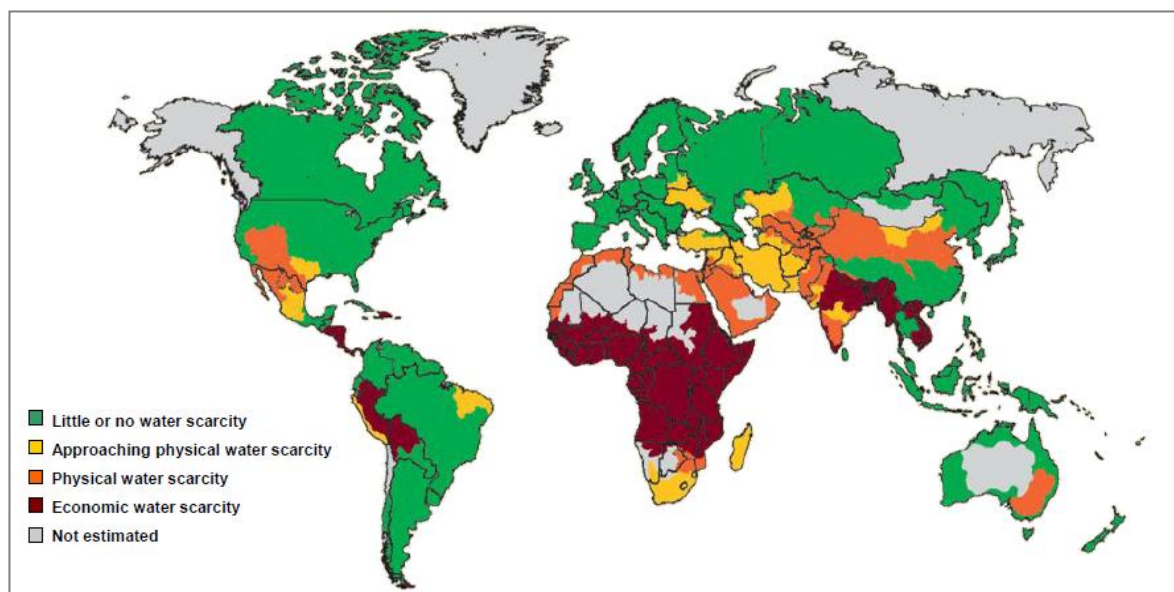 Little or no water scarcity
Approaching physical water scarcity
Physical water scarcity
Economic water scarcity
Not estimated